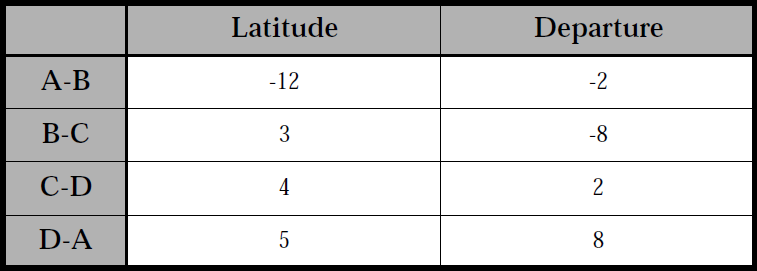 Latitude Departure
A-B -12 -2
B-C 3 -8
C-D 4 2
D-A 5 8